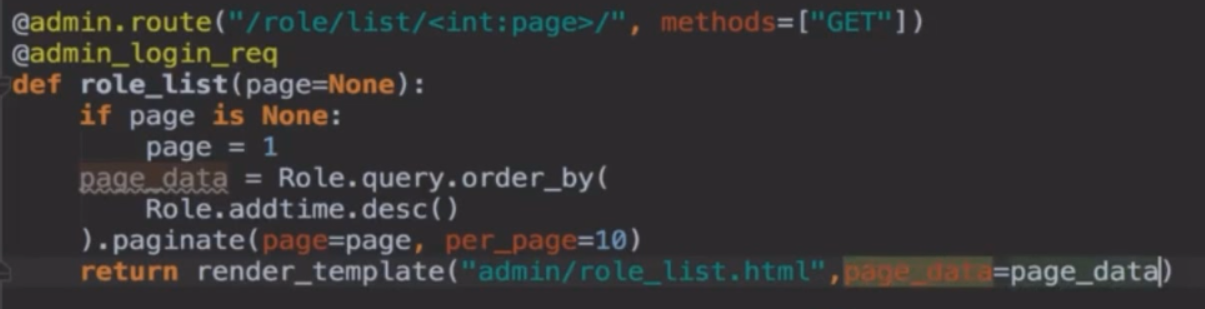 @admin.route("/role/list/<int:page>/", methods=["GET"])
@admin_login_req
def role_list(page=None):
    if page is None:
        page = 1
    page_data = Role.query.order_by(
        Role.addtime.desc()
    ).paginate(page=page, per_page=10)
    return render_template("admin/role_list.html",page_data=page_data)